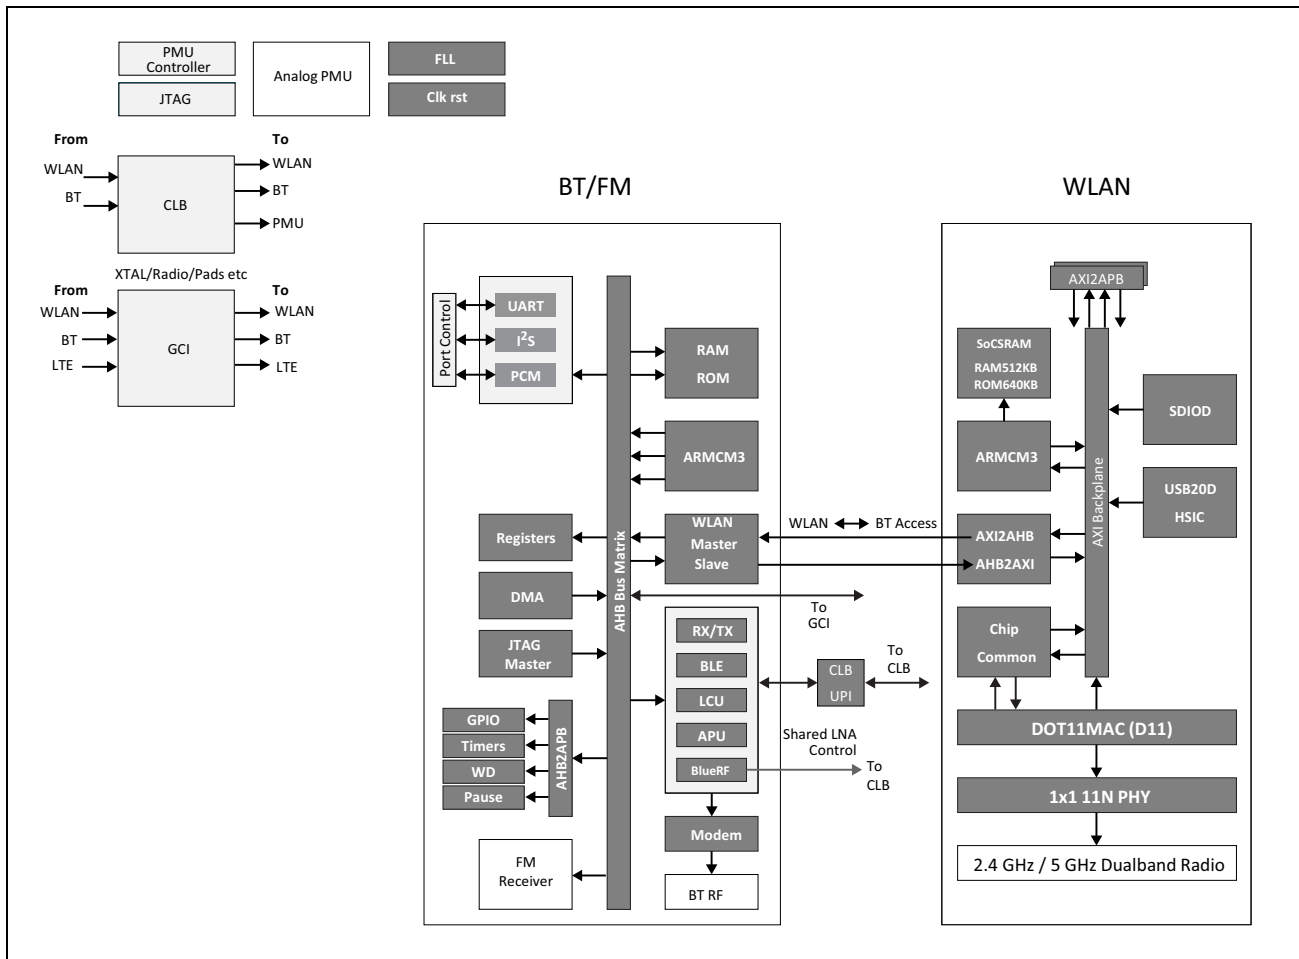 PMU
Controller
JTAG
Analog PMU
FLL
Clk rst
From
To
WLAN
BT
CLB
WLAN
BT
PMU
XTAL/Radio/Pads etc
From
To
WLAN
BT
LTE
GCI
WLAN
BT
LTE
BT/FM
Port Control
UART
I²S
PCM
AHB Bus Matrix
RAM
ROM
ARMCM3
Registers
WLAN
Master
Slave
DMA
JTAG
Master
To
GCI
RX/TX
BLE
LCU
APU
BlueRF
CLB
UPI
To
CLB
Shared LNA
Control
To
CLB
GPIO
Timers
WD
Pause
AHB2APB
Modem
FM
Receiver
BT RF
WLAN BT Access
WLAN
AXI2APB
SoCSRAM
RAM512KB
ROM640KB
AXI Backplane
SDIOD
ARMCM3
USB20D
HSIC
AXI2AHB
AHB2AXI
Chip
Common
DOT11MAC (D11)
1x1 11N PHY
2.4 GHz / 5 GHz Dualband Radio